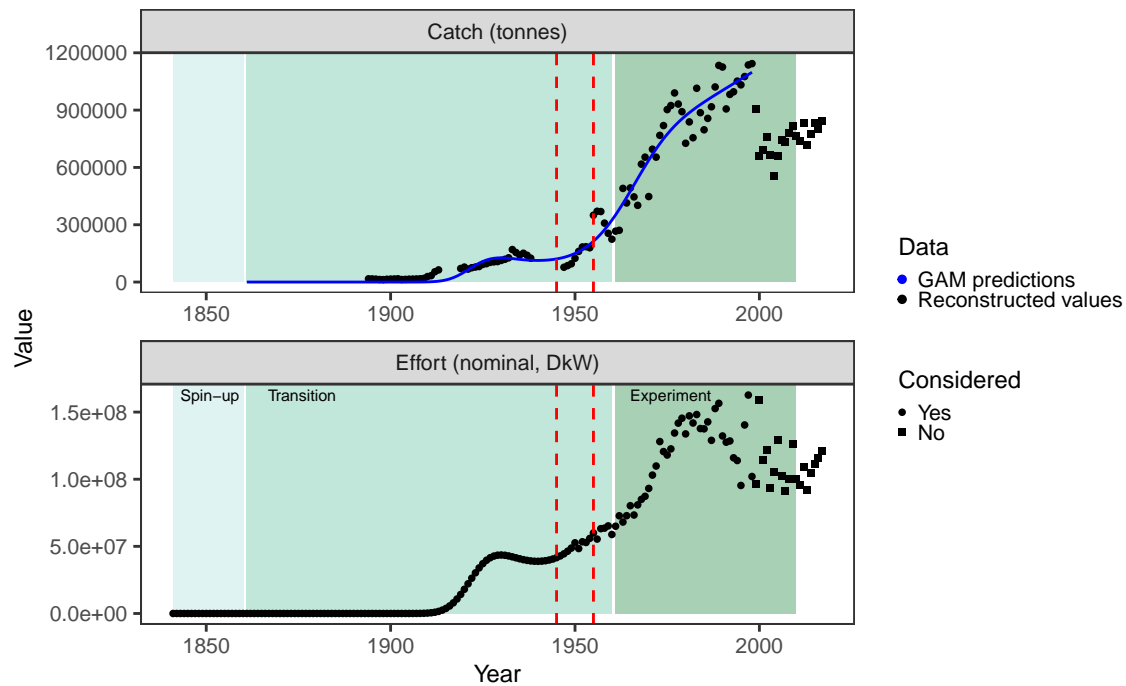 Catch (tonnes)
1200000
900000
600000
300000
0
1850
1900
1950
2000
Value
Effort (nominal, DkW)
Spin−up
Transition
Experiment
1.5e+08
1.0e+08
5.0e+07
0.0e+00
1850
1900
1950
2000
Year
Data
GAM predictions
Reconstructed values
Considered
Yes
No